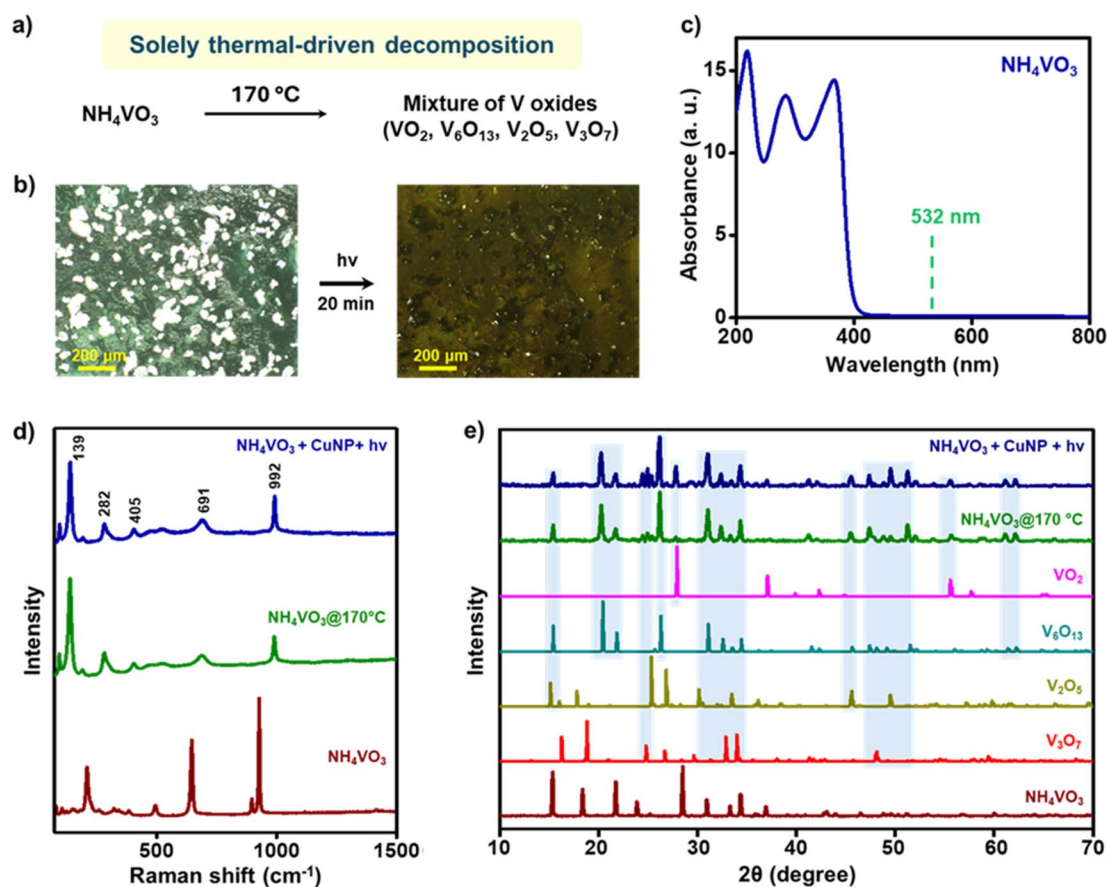 a)
Solely thermal-driven decomposition
NH₄VO₃
170 °C
Mixture of V oxides
(VO₂, V₆O₁₃, V₂O₅, V₃O₇)
b)
200 µm
hv
20 min
200 µm
c)
NH₄VO₃
532 nm
Absorbance (a. u.)
15
10
5
0
200
400
600
800
Wavelength (nm)
d)
139
282
405
691
992
NH₄VO₃ + CuNP+ hv
NH₄VO₃@170°C
NH₄VO₃
Intensity
500
1000
1500
Raman shift (cm⁻¹)
e)
NH₄VO₃ + CuNP + hv
NH₄VO₃@170 °C
VO₂
V₆O₁₃
V₂O₅
V₃O₇
NH₄VO₃
Intensity
10
20
30
40
50
60
70
2θ (degree)